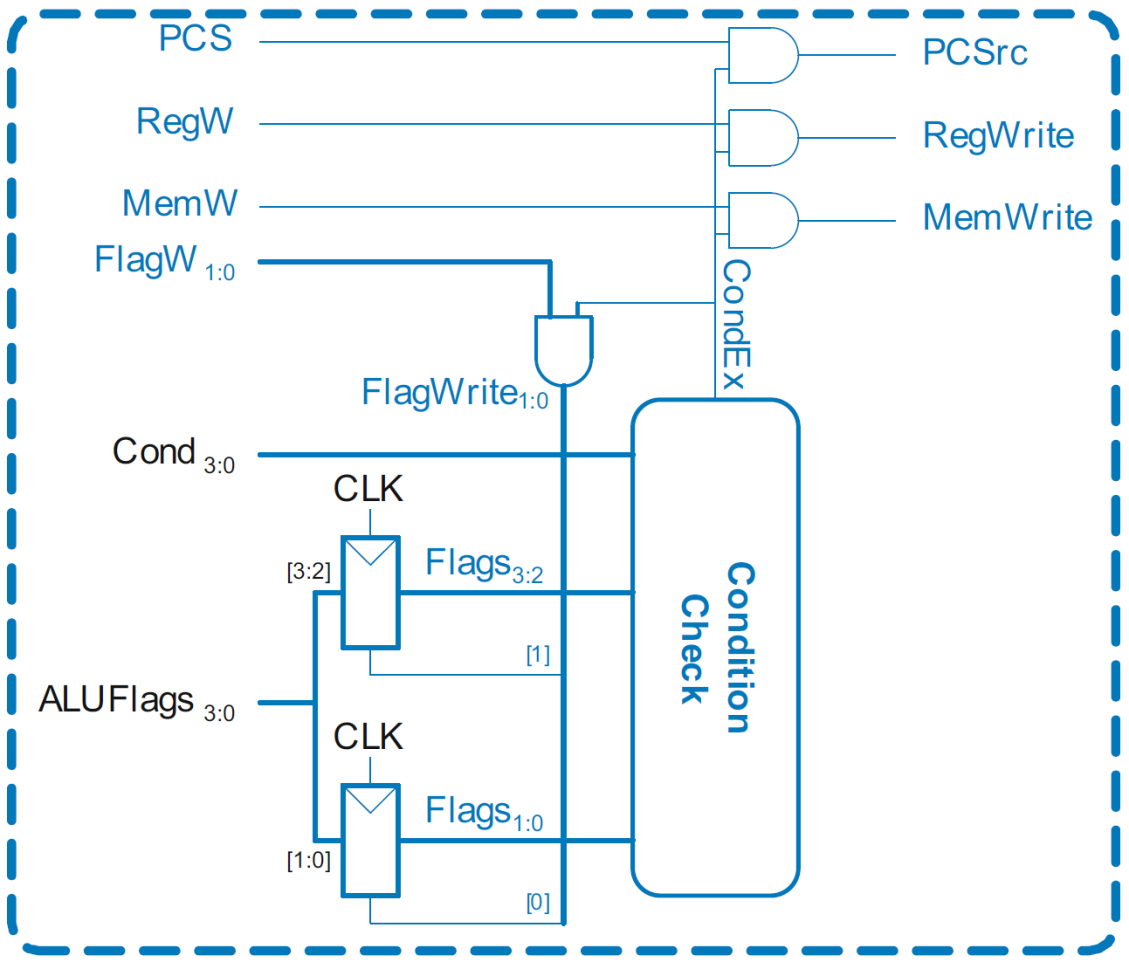 PCS
PCSrc
RegW
RegWrite
MemW
MemWrite
FlagW 1:0
CondEx
FlagWrite1:0
Cond 3:0
CLK
[3:2]
Flags3:2
Condition
Check
[1]
ALUFlags 3:0
CLK
Flags1:0
[1:0]
[0]